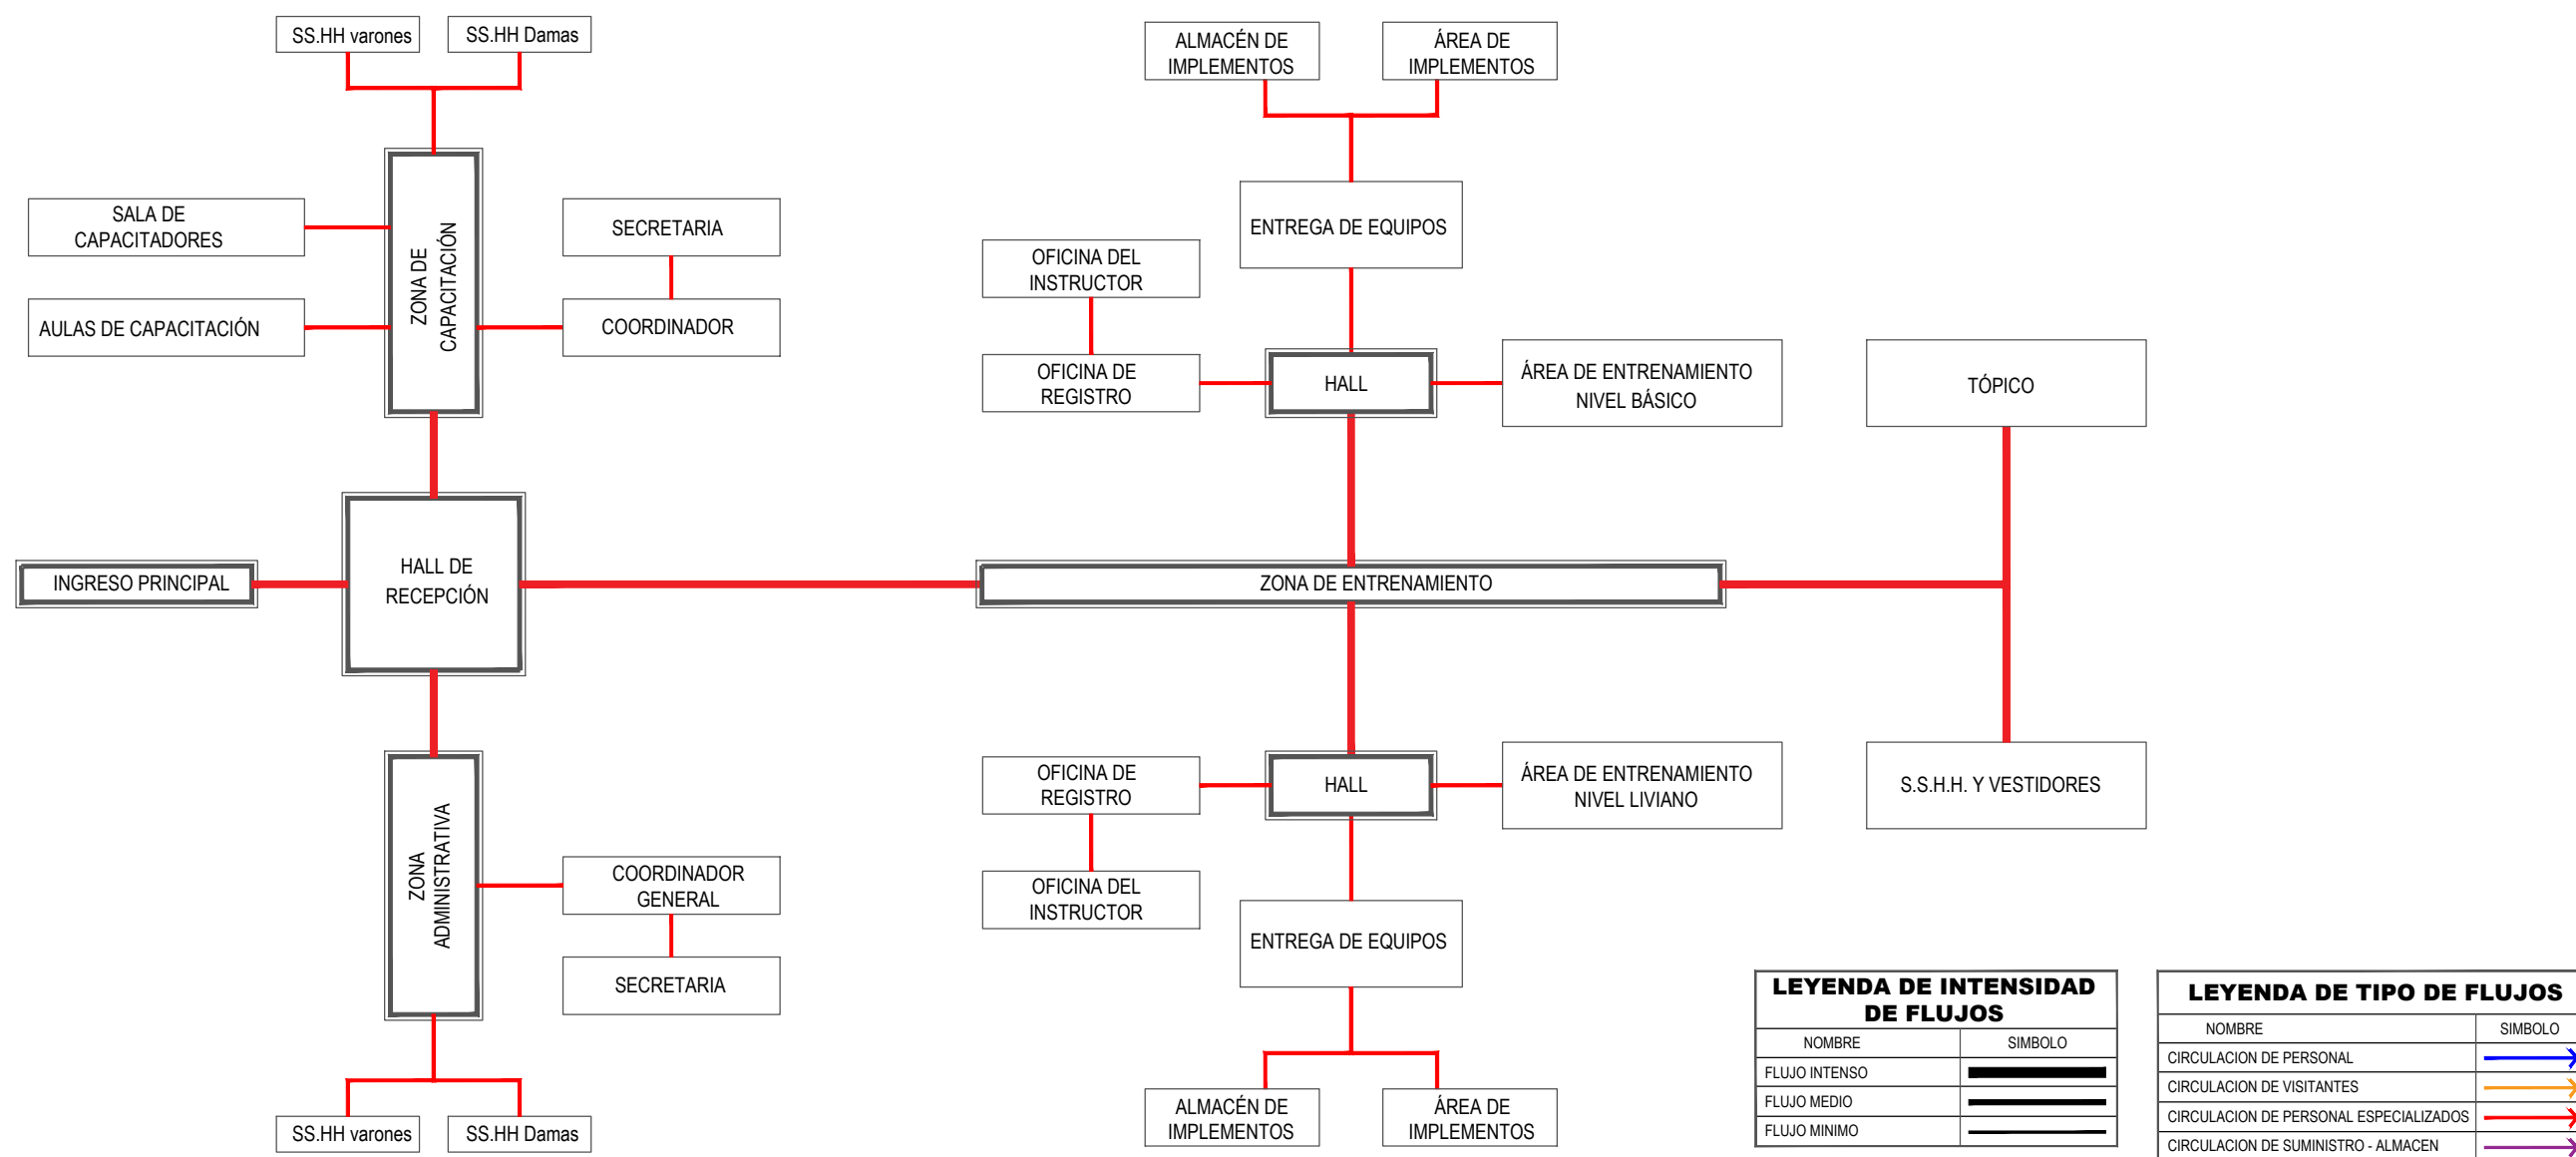 SS.HH varones
SS.HH Damas
SALA DE
CAPACITADORES
AULAS DE CAPACITACIÓN
ZONA DE
CAPACITACIÓN
SECRETARIA
COORDINADOR
INGRESO PRINCIPAL
HALL DE
RECEPCIÓN
ZONA
ADMINISTRATIVA
COORDINADOR
GENERAL
SECRETARIA
SS.HH varones
SS.HH Damas
ALMACÉN DE
IMPLEMENTOS
ÁREA DE
IMPLEMENTOS
ENTREGA DE EQUIPOS
OFICINA DEL
INSTRUCTOR
OFICINA DE
REGISTRO
HALL
ÁREA DE ENTRENAMIENTO
NIVEL BÁSICO
TÓPICO
ZONA DE ENTRENAMIENTO
OFICINA DE
REGISTRO
HALL
ÁREA DE ENTRENAMIENTO
NIVEL LIVIANO
S.S.H.H. Y VESTIDORES
OFICINA DEL
INSTRUCTOR
ENTREGA DE EQUIPOS
ALMACÉN DE
IMPLEMENTOS
ÁREA DE
IMPLEMENTOS
LEYENDA DE INTENSIDAD
DE FLUJOS
NOMBRE SIMBOLO
FLUJO INTENSO
FLUJO MEDIO
FLUJO MINIMO
LEYENDA DE TIPO DE FLUJOS
NOMBRE SIMBOLO
CIRCULACION DE PERSONAL
CIRCULACION DE VISITANTES
CIRCULACION DE PERSONAL ESPECIALIZADOS
CIRCULACION DE SUMINISTRO - ALMACEN